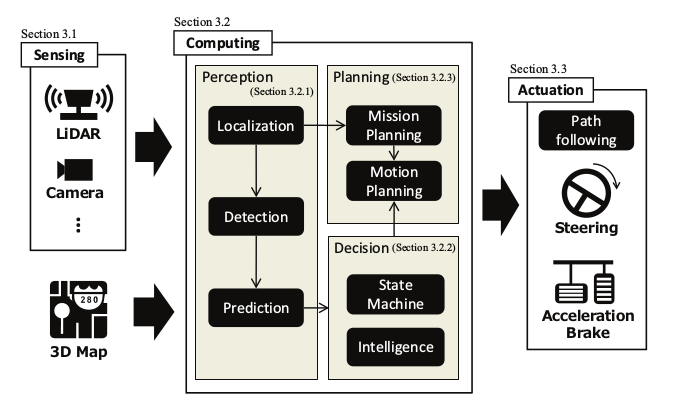 Section 3.1
Sensing
LiDAR
Camera
280
3D Map
Section 3.2
Computing
Perception
(Section 3.2.1)
Localization
Detection
Prediction
Planning (Section 3.2.3)
Mission
Planning
Motion
Planning
Decision (Section 3.2.2)
State
Machine
Intelligence
Section 3.3
Actuation
Path
following
Steering
Acceleration
Brake